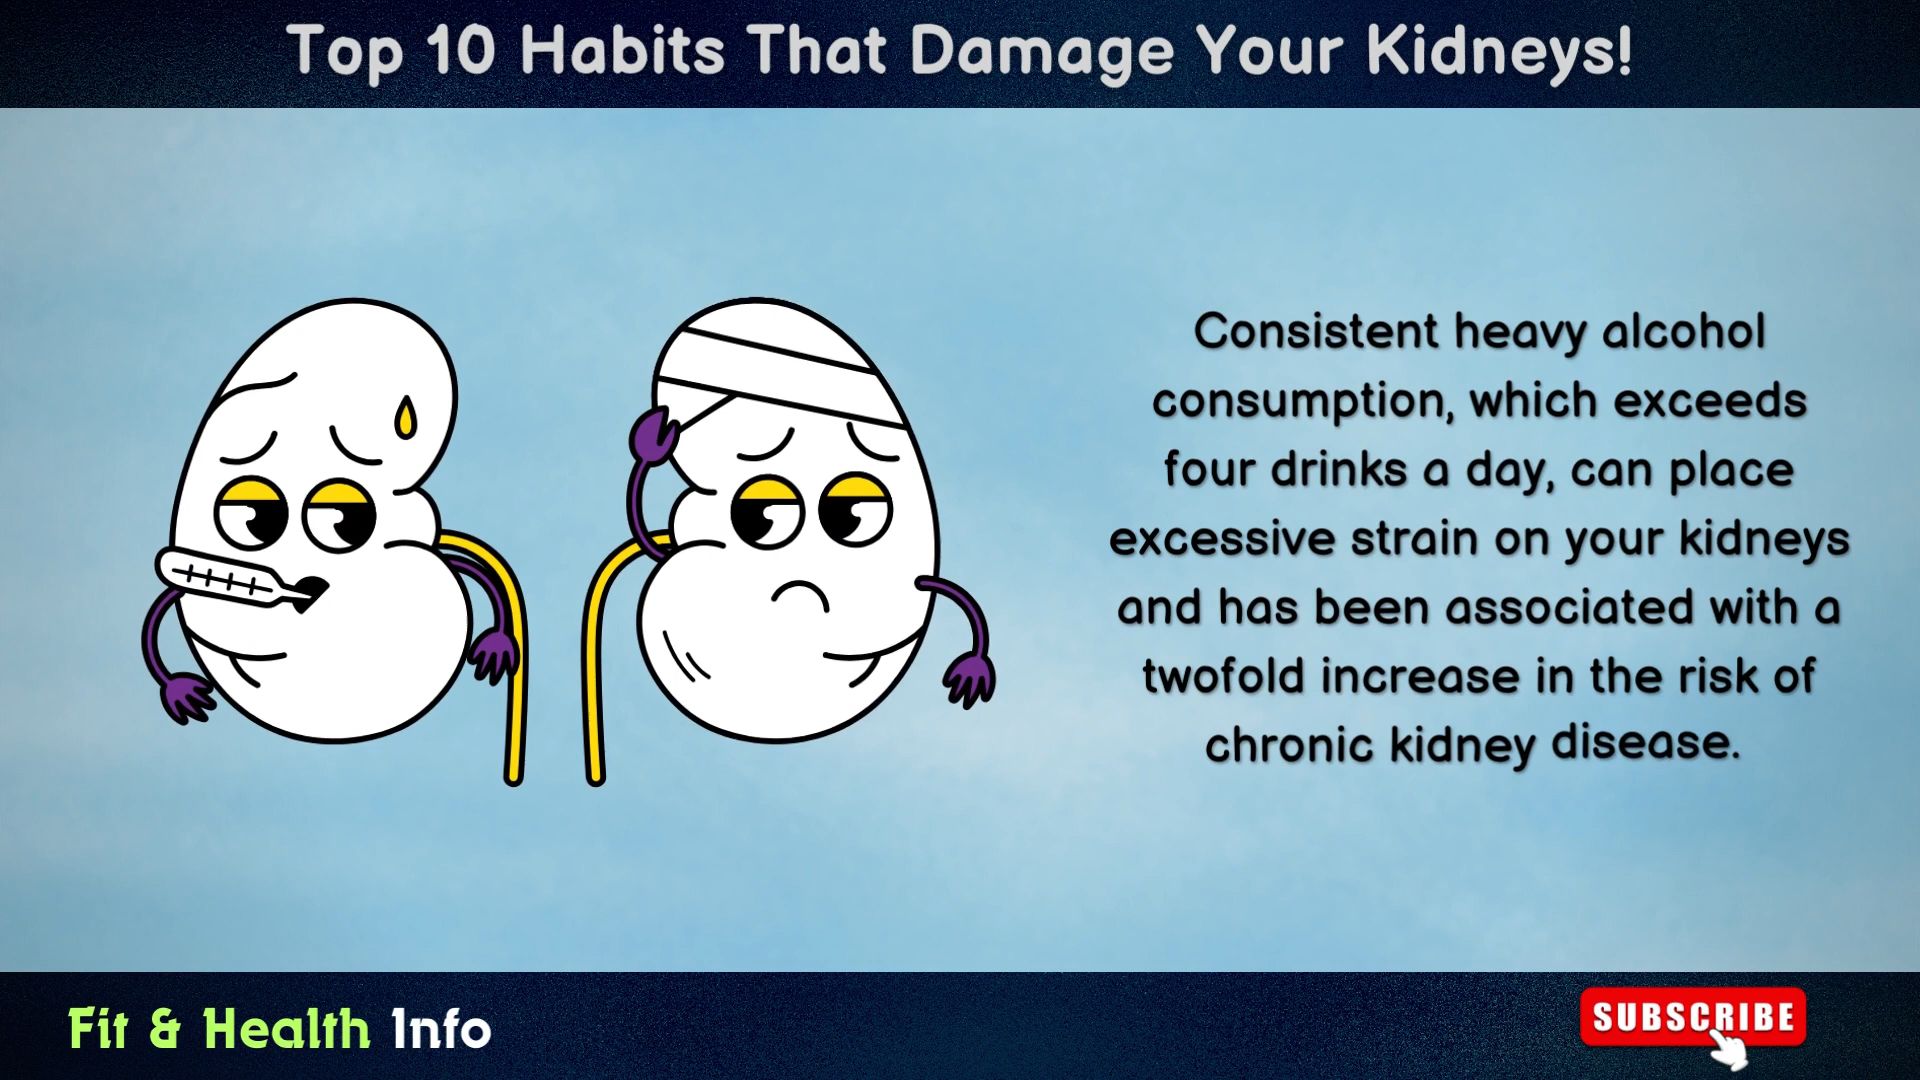 Top 10 Habits That Damage Your Kidneys!
Consistent heavy alcohol
consumption, which exceeds
four drinks a day, can place
excessive strain on your kidneys
and has been associated with a
twofold increase in the risk of
chronic kidney disease.
Fit & Health Info
SUBSCRIBE